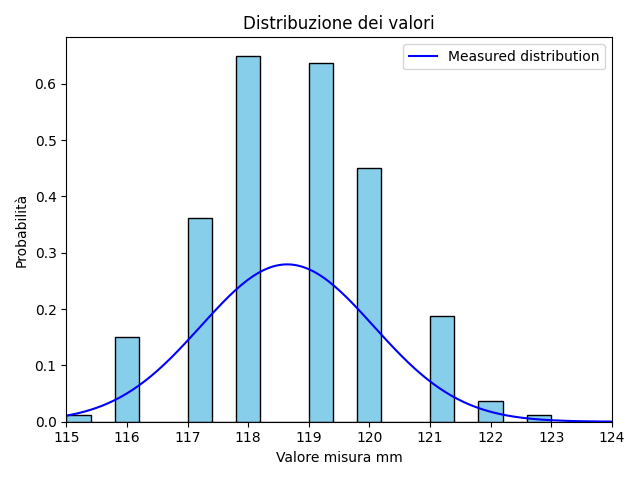 Distribuzione dei valori
Measured distribution
Probabilità
0.6
0.5
0.4
0.3
0.2
0.1
0.0
115 116 117 118 119 120 121 122 123 124
Valore misura mm